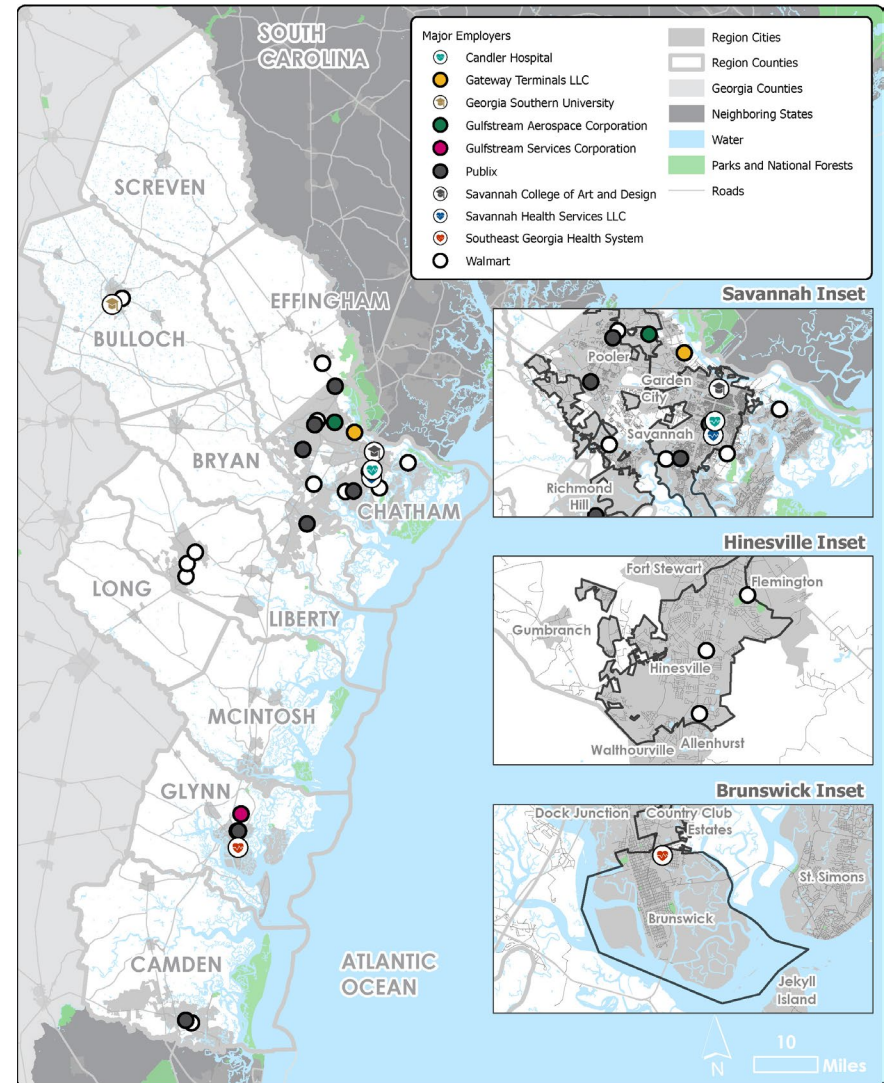 SOUTH
CAROLINA
Major Employers
Candler Hospital
Gateway Terminals LLC
Georgia Southern University
Gulfstream Aerospace Corporation
Gulfstream Services Corporation
Publix
Savannah College of Art and Design
Savannah Health Services LLC
Southeast Georgia Health System
Walmart
Region Cities
Region Counties
Georgia Counties
Neighboring States
Water
Parks and National Forests
Roads
SCREVEN
EFFINGHAM
BULLOCH
BRYAN
CHATHAM
LONG
LIBERTY
MCINTOSH
GLYNN
CAMDEN
ATLANTIC
OCEAN
Savannah Inset
Pooler
Garden
City
Savannah
Richmond
Hill
Hinesville Inset
Fort Stewart
Flemington
Gumbranch
Hinesville
Walthourville
Allenhurst
Brunswick Inset
Dock Junction
Country Club
Estates
St. Simons
Brunswick
Jekyll
Island
N
10
Miles